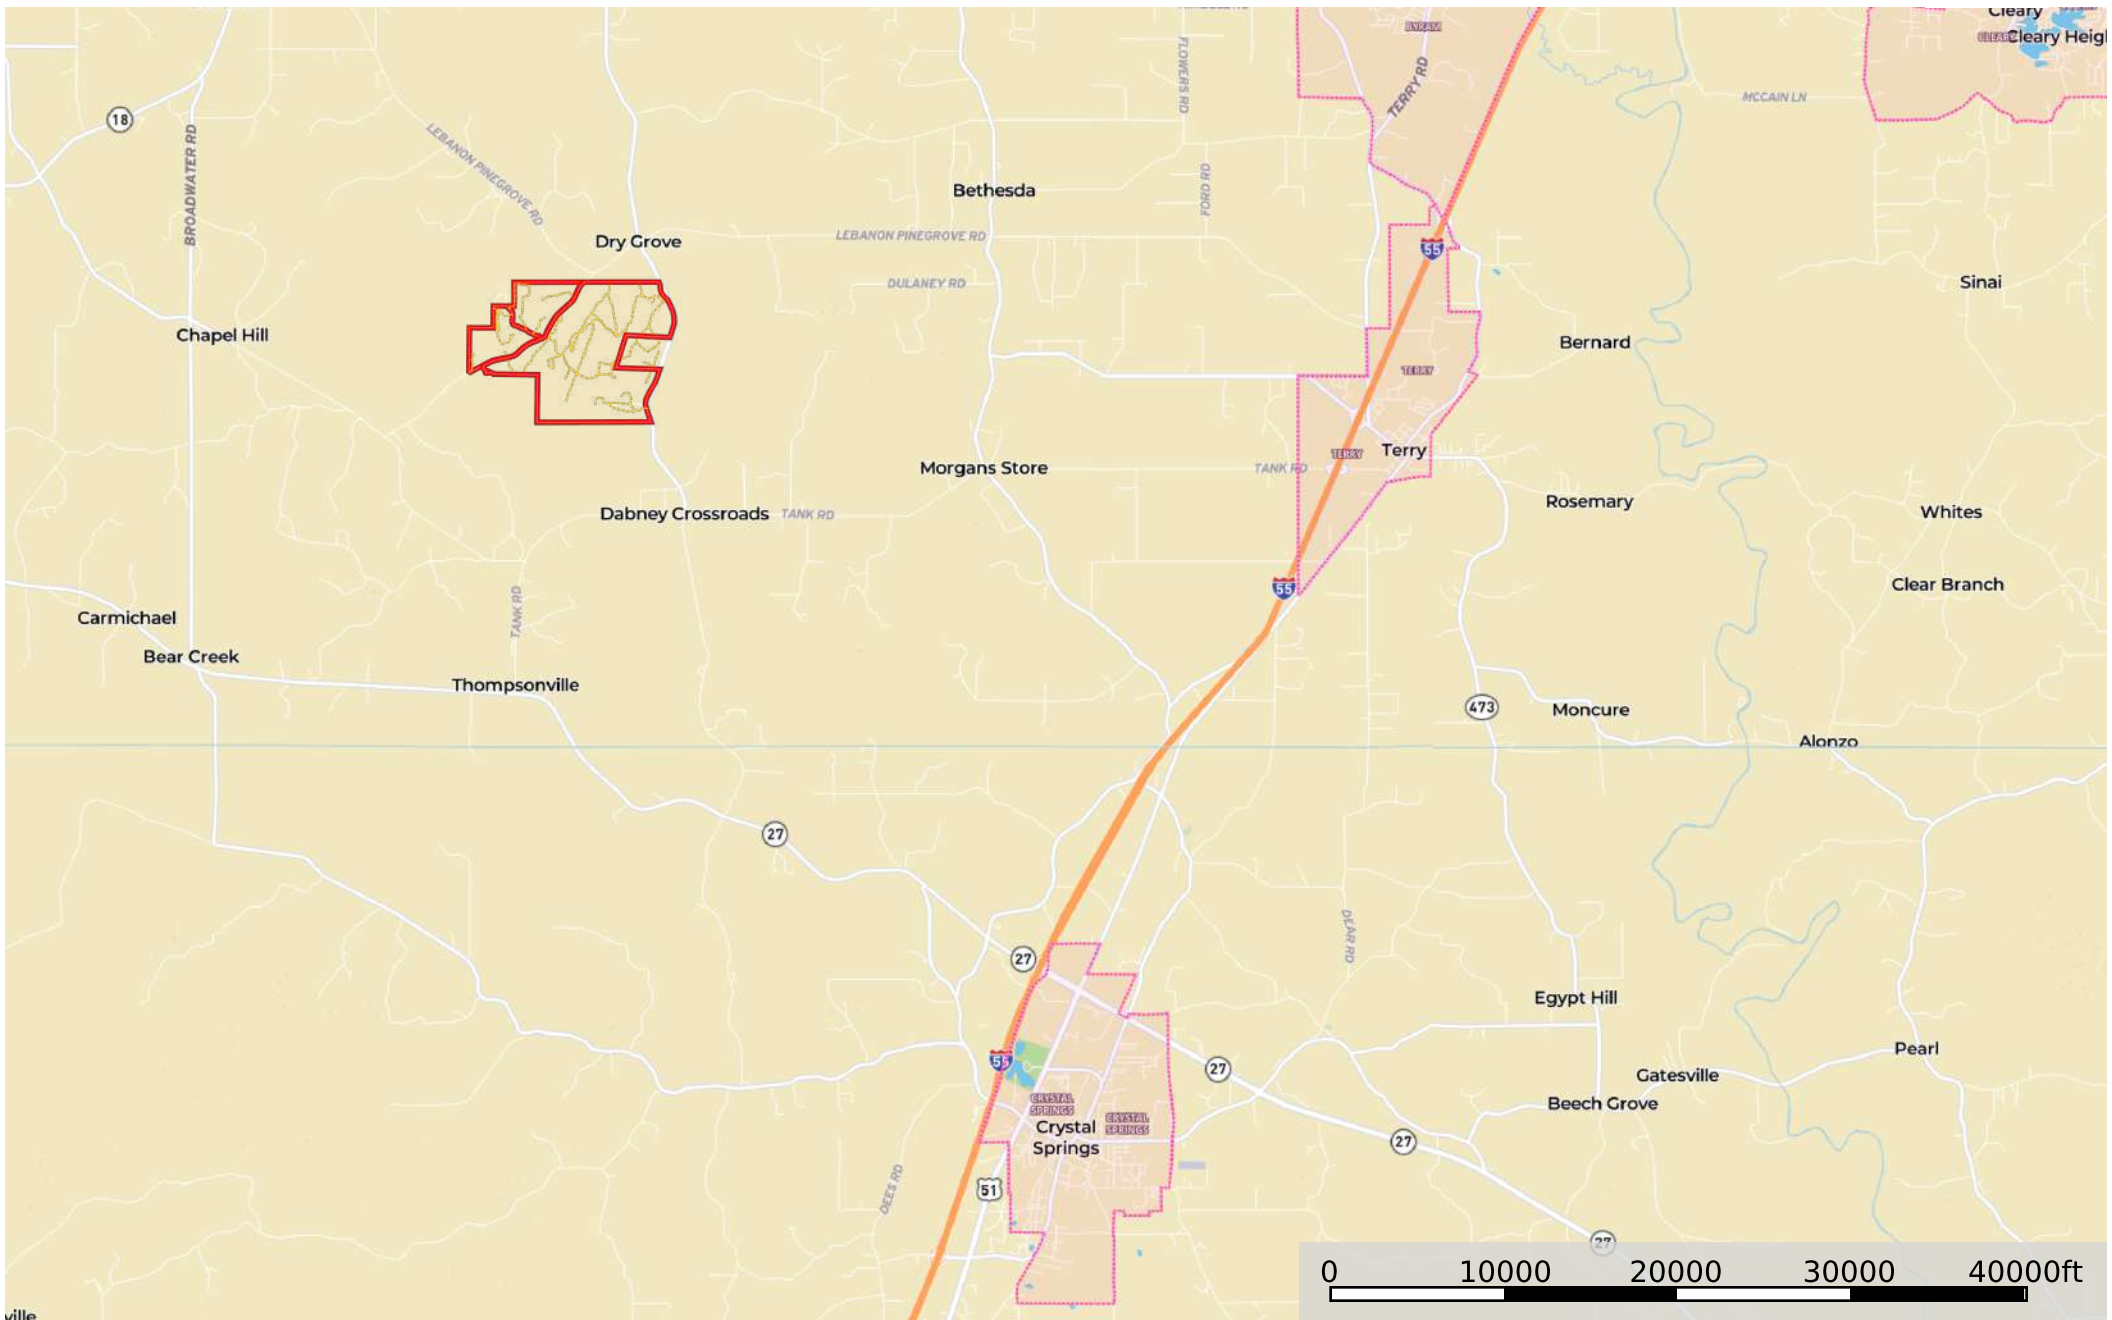 Cleary
BYRAM
CLEARY
Cleary Heigh
FLOWERS RD
TERRY RD
MCCAIN LN
18
BROADWATER RD
LEBANON PINEGROVE RD
FORD RD
Bethesda
LEBANON PINEGROVE RD
Dry Grove
55
DULANEY RD
Sinai
Chapel Hill
Bernard
TERRY
Terry
TERRY
Morgans Store
TANK RD
Rosemary
Dabney Crossroads
TANK RD
Whites
55
Clear Branch
TANK RD
Carmichael
Bear Creek
Thompsonville
473
Moncure
Alonzo
27
DEAR RD
27
Egypt Hill
Pearl
55
27
Gatesville
CRYSTAL
SPRINGS
CRYSTAL
SPRINGS
Beech Grove
Crystal
Springs
27
DEES RD
51
27
0 10000 20000 30000 40000ft
ville